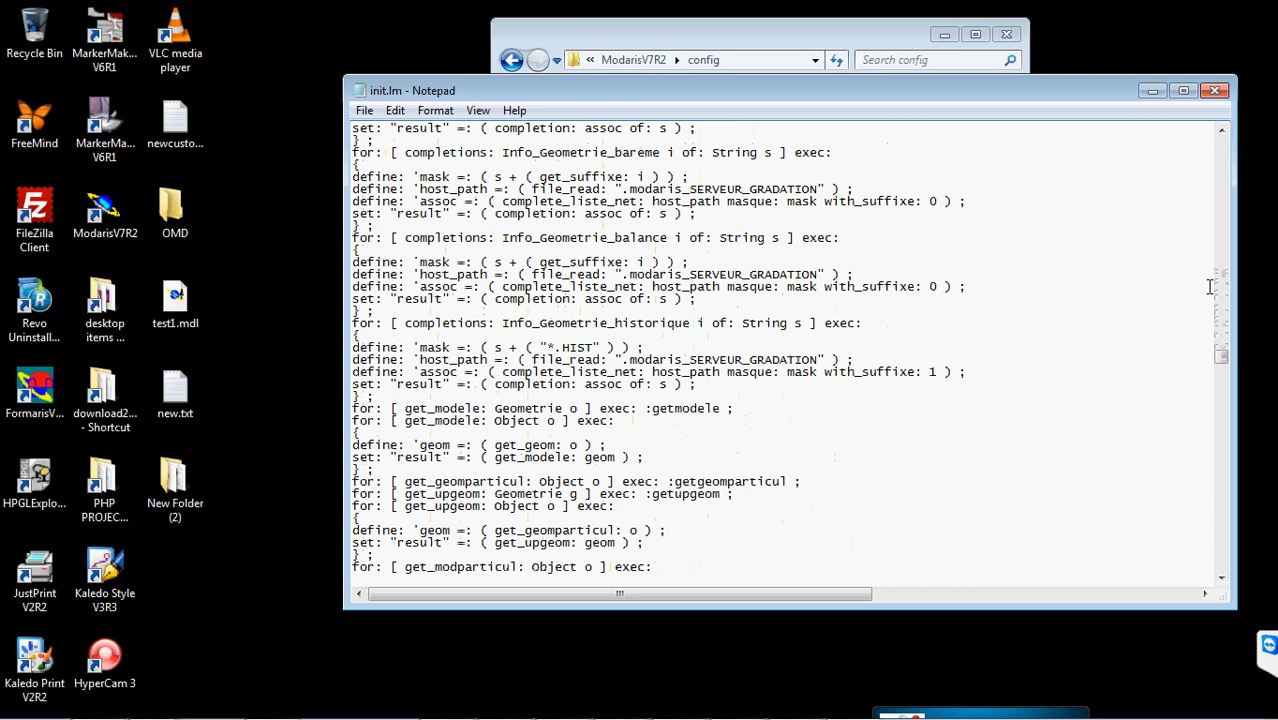 Recycle Bin
MarkerMak...
V6R1
VLC media
player
FreeMind
MarkerMa...
V6R1
newcusto...
FileZilla
Client
ModarisV7R2
OMD
Revo
Uninstall...
desktop
items ...
test1.mdl
FormarisV...
download2...
- Shortcut
new.txt
HPGLExplo...
PHP
PROJEC...
New Folder
(2)
JustPrint
V2R2
Kaledo Style
V3R3
Kaledo Print
V2R2
HyperCam 3
« ModarisV7R2 config
Search config
init.lm - Notepad
File Edit Format View Help
set: "result" =: ( completion: assoc of: s ) ;
} ;
for: [ completions: Info_Geometrie_bareme i of: String s ] exec:
{
define: 'mask =: ( s + ( get_suffixe: i ) ) ;
define: 'host_path =: ( file_read: ".modaris_SERVEUR_GRADATION" ) ;
define: 'assoc =: ( complete_liste_net: host_path masque: mask with_suffixe: 0 ) ;
set: "result" =: ( completion: assoc of: s ) ;
} ;
for: [ completions: Info_Geometrie_balance i of: String s ] exec:
{
define: 'mask =: ( s + ( get_suffixe: i ) ) ;
define: 'host_path =: ( file_read: ".modaris_SERVEUR_GRADATION" ) ;
define: 'assoc =: ( complete_liste_net: host_path masque: mask with_suffixe: 0 ) ;
set: "result" =: ( completion: assoc of: s ) ;
} ;
for: [ completions: Info_Geometrie_historique i of: String s ] exec:
{
define: 'mask =: ( s + ( "*.HIST" ) ) ;
define: 'host_path =: ( file_read: ".modaris_SERVEUR_GRADATION" ) ;
define: 'assoc =: ( complete_liste_net: host_path masque: mask with_suffixe: 1 ) ;
set: "result" =: ( completion: assoc of: s ) ;
} ;
for: [ get_modele: Geometrie o ] exec: :getmodele ;
for: [ get_modele: Object o ] exec:
{
define: 'geom =: ( get_geom: o ) ;
set: "result" =: ( get_modele: geom ) ;
} ;
for: [ get_geomparticul: Object o ] exec: :getgeomparticul ;
for: [ get_upgeom: Geometrie g ] exec: :getupgeom ;
for: [ get_upgeom: Object o ] exec:
{
define: 'geom =: ( get_geomparticul: o ) ;
set: "result" =: ( get_upgeom: geom ) ;
} ;
for: [ get_modparticul: Object o ] exec: